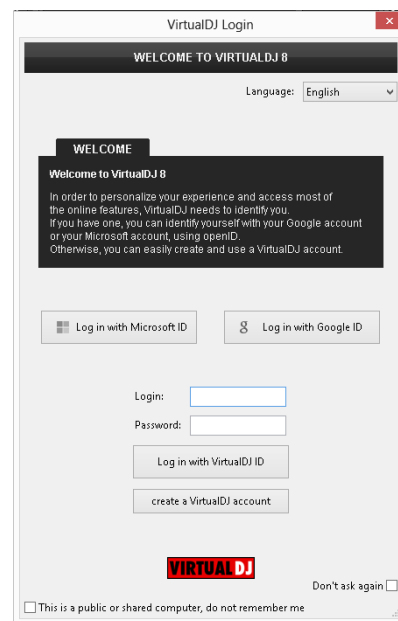 VirtualDJ Login
WELCOME TO VIRTUALDJ 8
Language: English
WELCOME
Welcome to VirtualDJ 8
In order to personalize your experience and access most of
the online features, VirtualDJ needs to identify you.
If you have one, you can identify yourself with your Google account
or your Microsoft account, using openID.
Otherwise, you can easily create and use a VirtualDJ account.
Log in with Microsoft ID
g Log in with Google ID
Login:
Password:
Log in with VirtualDJ ID
create a VirtualDJ account
VIRTUAL DJ
Don't ask again
This is a public or shared computer, do not remember me